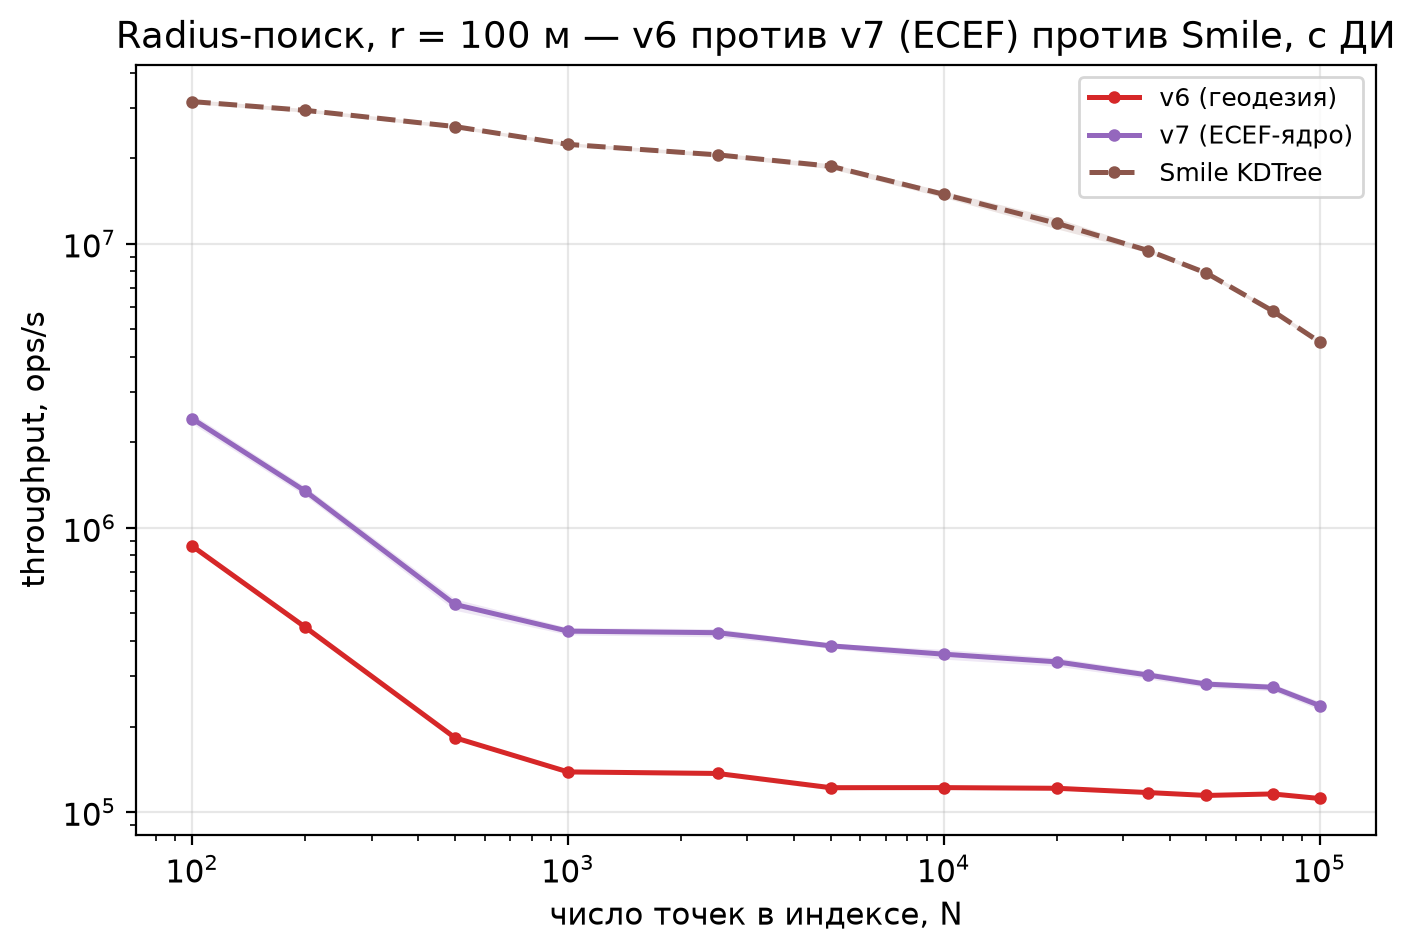 Radius-поиск, r = 100 м — v6 против v7 (ECEF) против Smile, с ДИ
v6 (геодезия)
v7 (ECEF-ядро)
Smile KDTree
throughput, ops/s
10⁷
10⁶
10⁵
10² 10³ 10⁴ 10⁵
число точек в индексе, N